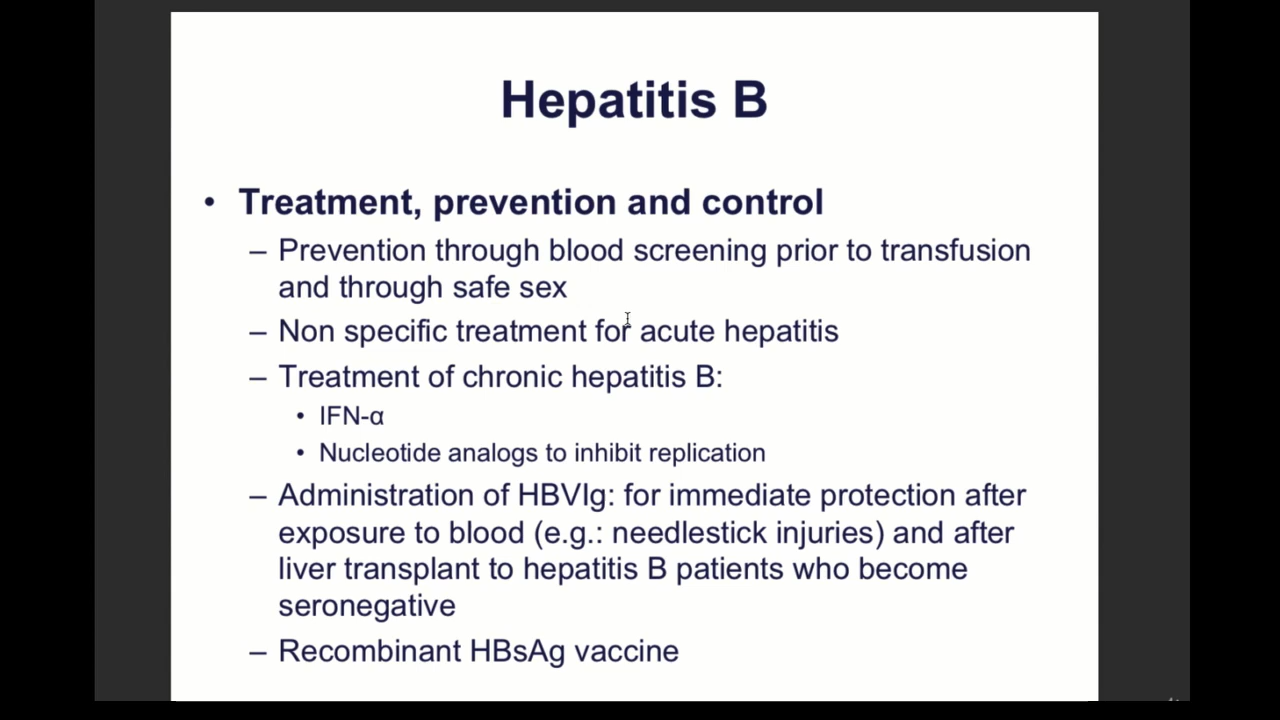 Hepatitis B
• Treatment, prevention and control
– Prevention through blood screening prior to transfusion
and through safe sex
– Non specific treatment for acute hepatitis
– Treatment of chronic hepatitis B:
• IFN-α
• Nucleotide analogs to inhibit replication
– Administration of HBVIg: for immediate protection after
exposure to blood (e.g.: needlestick injuries) and after
liver transplant to hepatitis B patients who become
seronegative
– Recombinant HBsAg vaccine